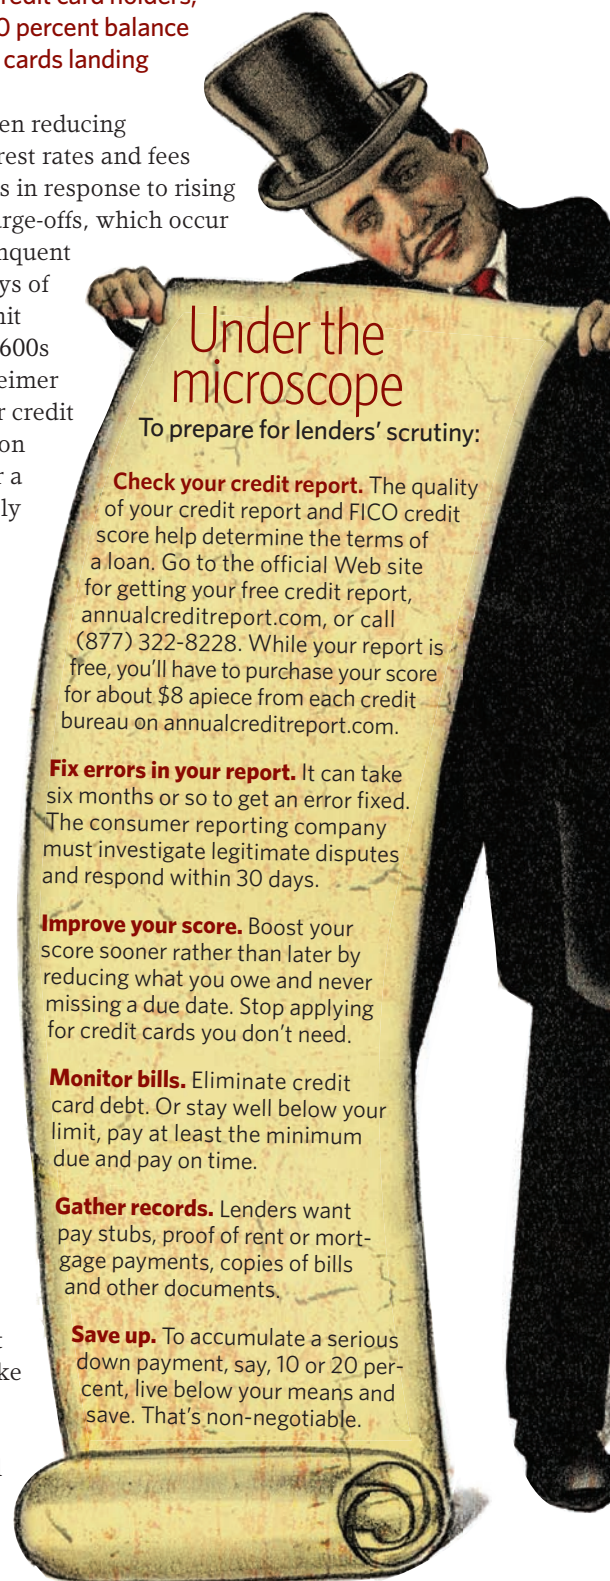 redit card holders,
0 percent balance
cards landing
en reducing
rest rates and fees
s in response to rising
arge-offs, which occur
nquent
ys of
nit
600s
eimer
r credit
on
r a
ly
ke
Under the
microscope
To prepare for lenders' scrutiny:
Check your credit report. The quality
of your credit report and FICO credit
score help determine the terms of
a loan. Go to the official Web site
for getting your free credit report,
annualcreditreport.com, or call
(877) 322-8228. While your report is
free, you'll have to purchase your score
for about $8 apiece from each credit
bureau on annualcreditreport.com.
Fix errors in your report. It can take
six months or so to get an error fixed.
The consumer reporting company
must investigate legitimate disputes
and respond within 30 days.
Improve your score. Boost your
score sooner rather than later by
reducing what you owe and never
missing a due date. Stop applying
for credit cards you don't need.
Monitor bills. Eliminate credit
card debt. Or stay well below your
limit, pay at least the minimum
due and pay on time.
Gather records. Lenders want
pay stubs, proof of rent or mort-
gage payments, copies of bills
and other documents.
Save up. To accumulate a serious
down payment, say, 10 or 20 per-
cent, live below your means and
save. That's non-negotiable.